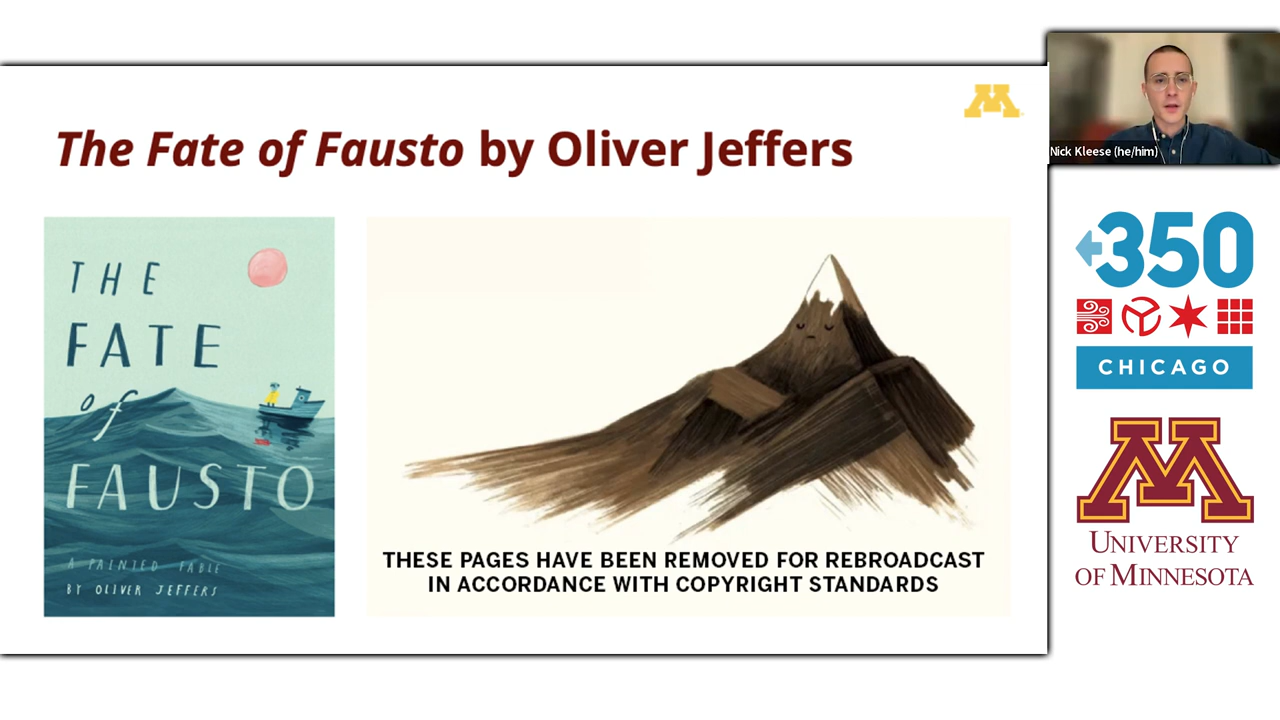 The Fate of Fausto by Oliver Jeffers
THE
FATE
of
FAUSTO
A PAINTED FABLE
BY OLIVER JEFFERS
THESE PAGES HAVE BEEN REMOVED FOR REBROADCAST
IN ACCORDANCE WITH COPYRIGHT STANDARDS
Nick Kleese (he/him)
350
CHICAGO
M
UNIVERSITY
OF MINNESOTA